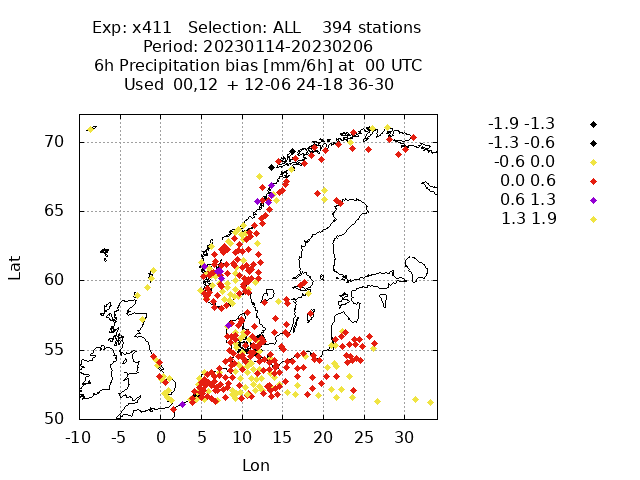 Exp: x411   Selection: ALL    394 stations
Period: 20230114-20230206
6h Precipitation bias [mm/6h] at  00 UTC
Used  00,12  + 12-06 24-18 36-30
-1.9 -1.3
-1.3 -0.6
-0.6 0.0
0.0 0.6
0.6 1.3
1.3 1.9
70
65
60
55
50
Lat
-10 -5 0 5 10 15 20 25 30
Lon